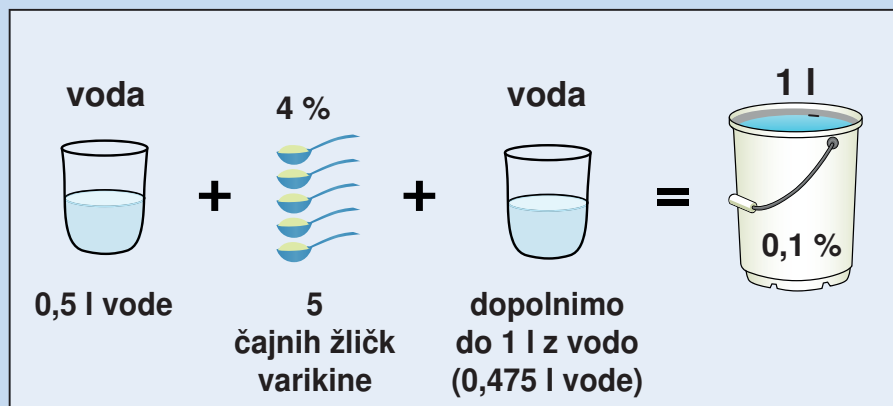 voda
0,5 l vode
+
4 %
5
čajnih žličk
varikine
+
voda
dopolnimo
do 1 l z vodo
(0,475 l vode)
=
1 l
0,1 %